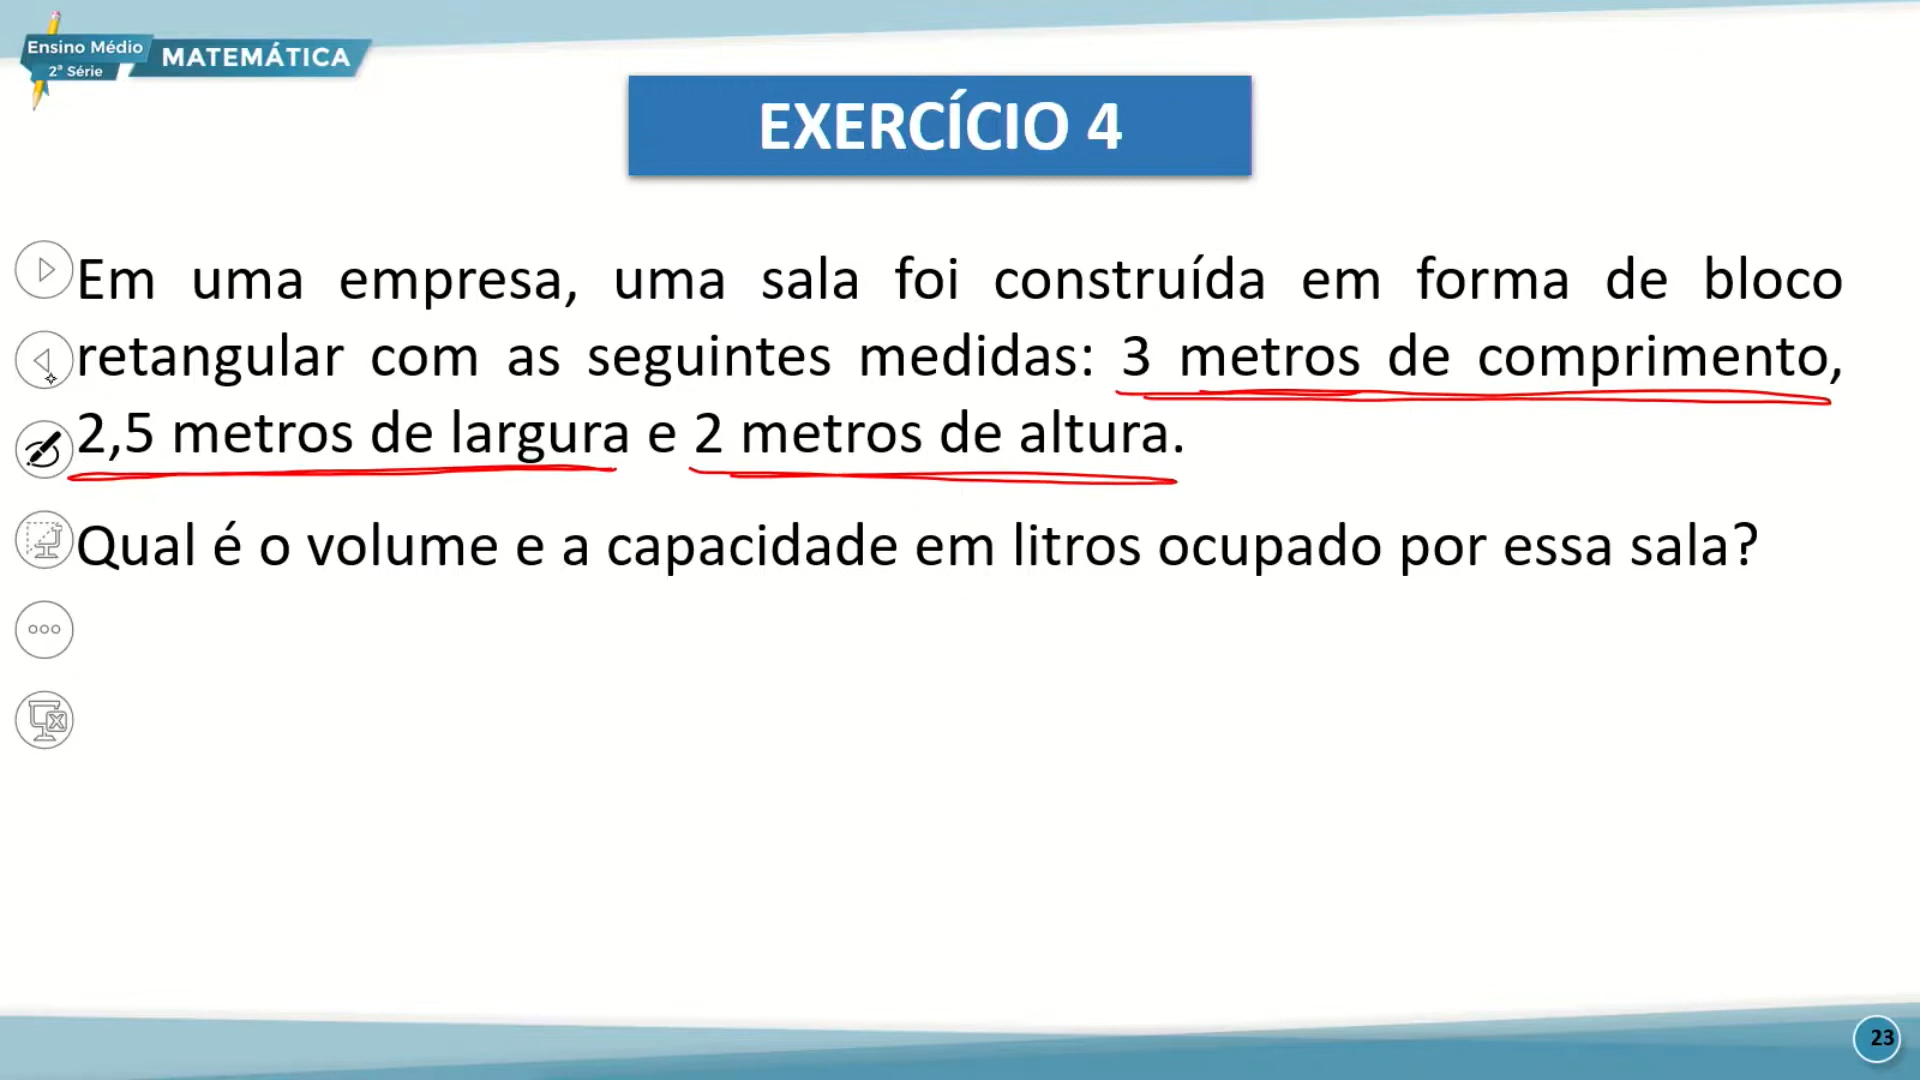 Ensino Médio
2ª Série
MATEMÁTICA
EXERCÍCIO 4
Em uma empresa, uma sala foi construída em forma de bloco
retangular com as seguintes medidas: 3 metros de comprimento,
2,5 metros de largura e 2 metros de altura.
Qual é o volume e a capacidade em litros ocupado por essa sala?
23